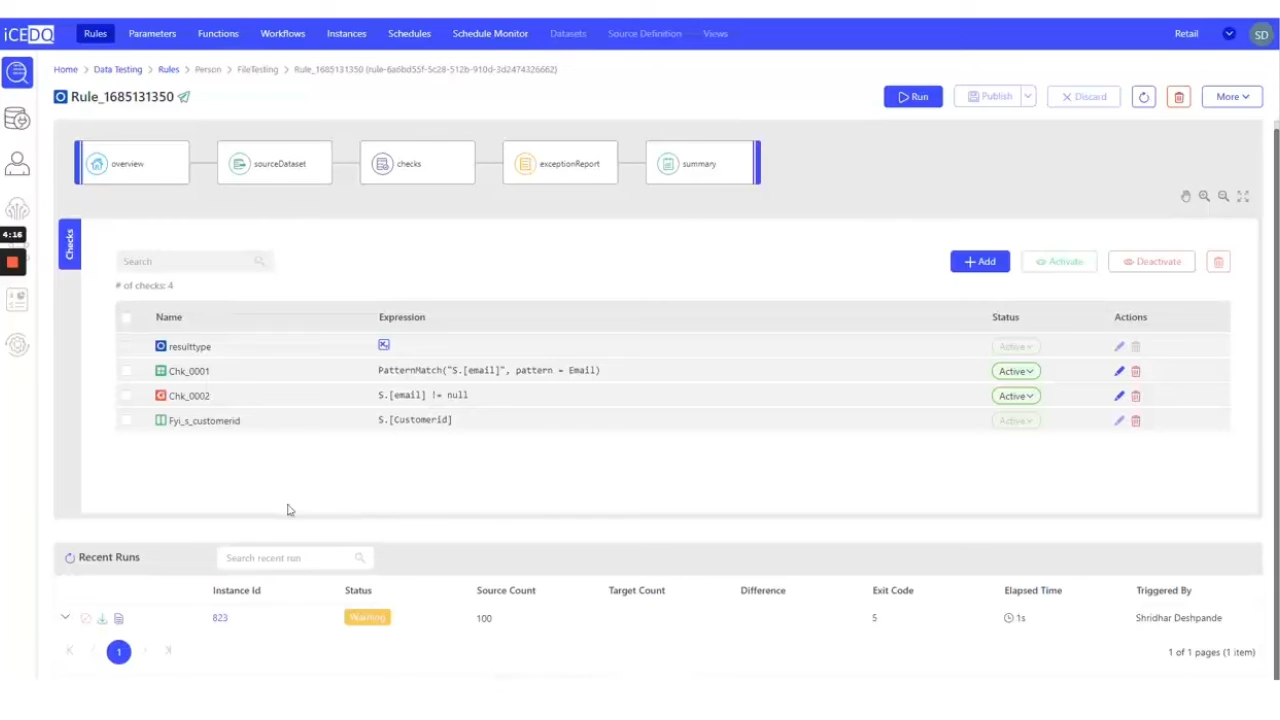 iCEDQ Rules Parameters Functions Workflows Instances Schedules Schedule Monitor Datasets Source Definition Views Retail SD
Home > Data Testing > Rules > Person > FileTesting > Rule_1685131350 (rule-6a6bd55f-5c28-512b-910d-3d2474326662)
Rule_1685131350 Run Publish Discard More
overview sourceDataset checks exceptionReport summary
4:16
Checks
Search Add Activate Deactivate
# of checks: 4
Name Expression Status Actions
resulttype Active
Chk_0001 PatternMatch("S.[email]", pattern = Email) Active
Chk_0002 S.[email] != null Active
Fyi_s_customerid S.[Customerid] Active
Recent Runs Search recent run
Instance Id Status Source Count Target Count Difference Exit Code Elapsed Time Triggered By
823 Warning 100 5 1s Shridhar Deshpande
1 1 of 1 pages (1 item)